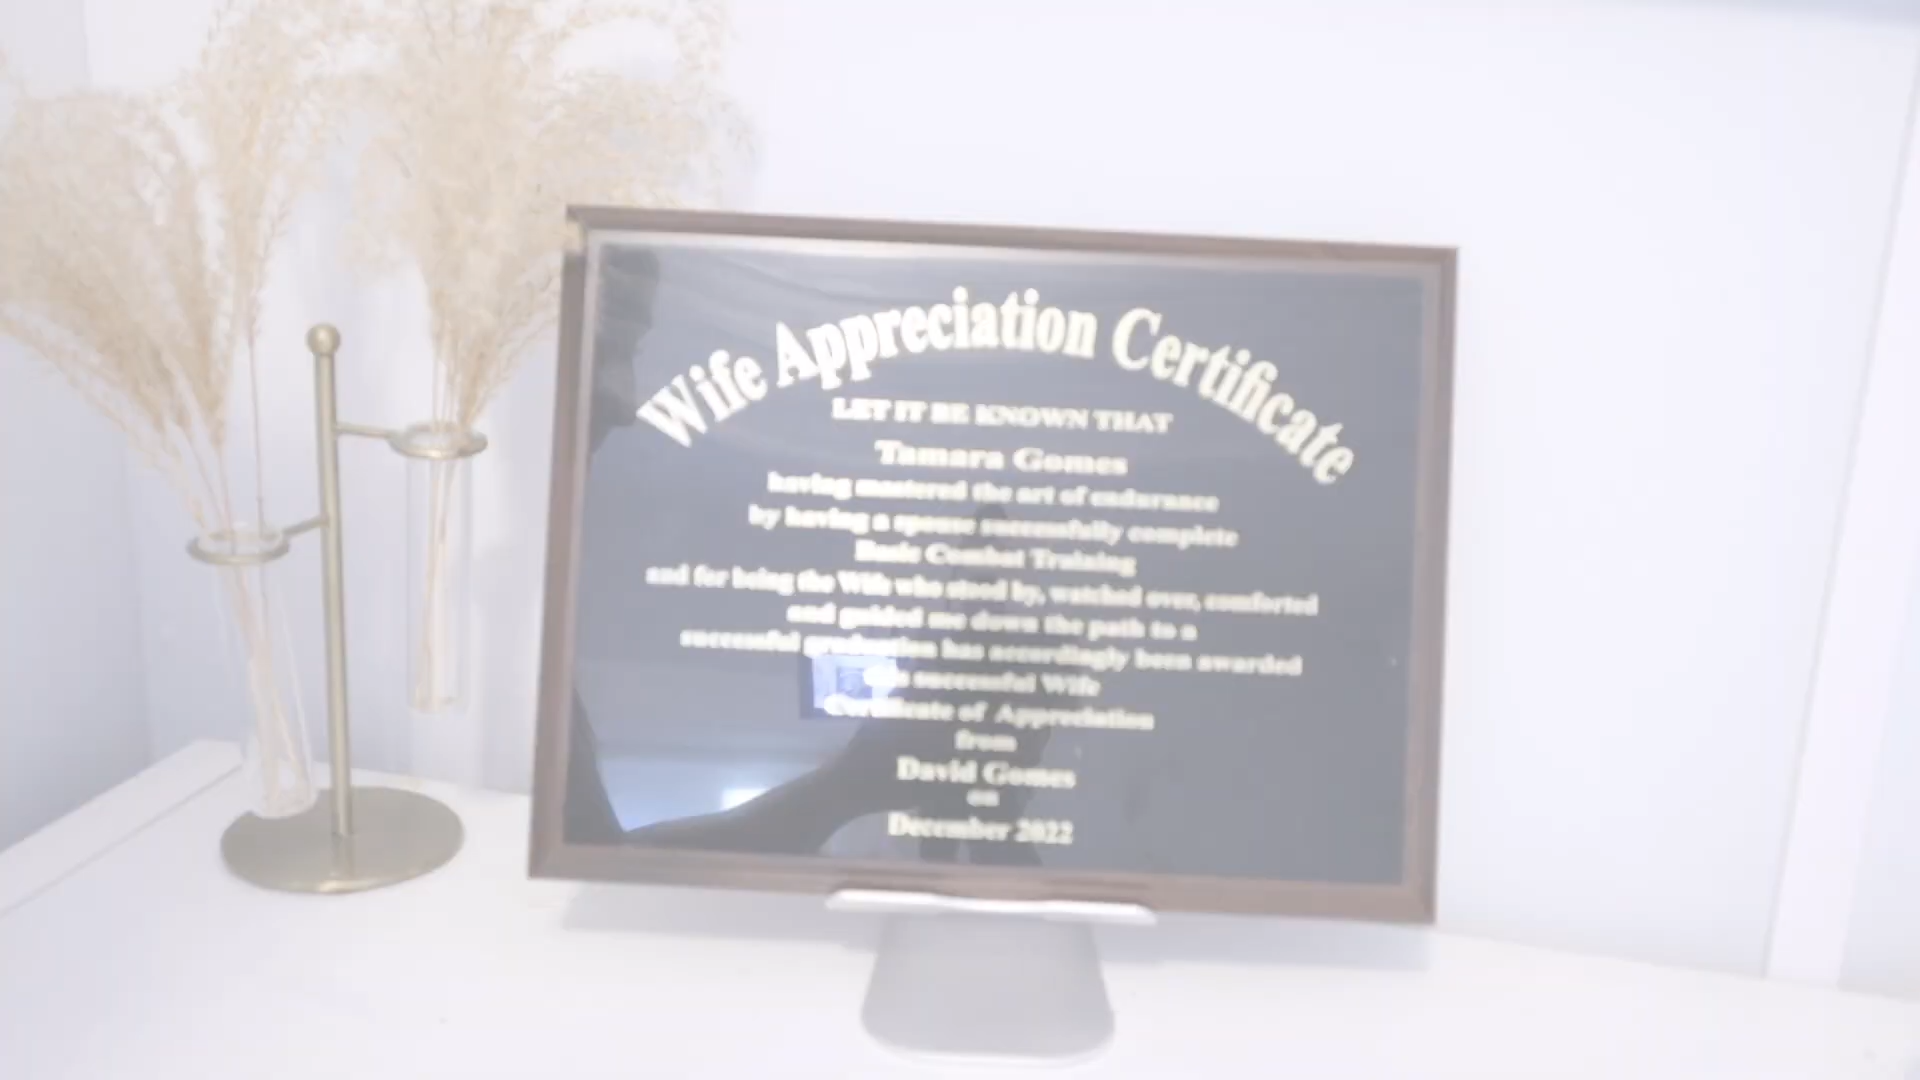 Wife Appreciation Certificate
LET IT BE KNOWN THAT
Tamara Gomes
having mastered the art of endurance
by having a spouse successfully complete
Basic Combat Training
and for being the Wife who stood by, watched over, comforted
and guided me down the path to a
successful graduation has accordingly been awarded
successful Wife
Certificate of Appreciation
from
David Gomes
on
December 2022